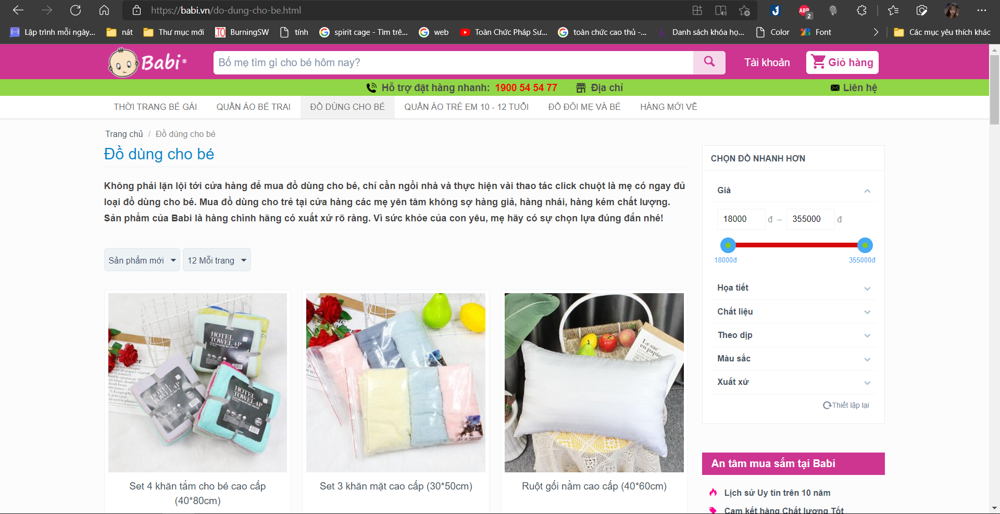 https://babi.vn/do-dung-cho-be.html
ABP
2
Lập trình mỗi ngày...
nát
Thư mục mới
.TO
BurningSW
tính
spirit cage - Tìm trê...
web
Toàn Chức Pháp Sư...
toàn chức cao thủ -...
Danh sách khóa họ...
Color
Font
Các mục yêu thích khác
Babi®
Bố mẹ tìm gì cho bé hôm nay?
Tài khoản
Giỏ hàng
Hỗ trợ đặt hàng nhanh: 1900 54 54 77
Địa chỉ
Liên hệ
THỜI TRANG BÉ GÁI
QUẦN ÁO BÉ TRAI
ĐỒ DÙNG CHO BÉ
QUẦN ÁO TRẺ EM 10 - 12 TUỔI
ĐỒ ĐÔI MẸ VÀ BÉ
HÀNG MỚI VỀ
Trang chủ / Đồ dùng cho bé
Đồ dùng cho bé
Không phải lặn lội tới cửa hàng để mua đồ dùng cho bé, chỉ cần ngồi nhà và thực hiện vài thao tác click chuột là mẹ có ngay đủ
loại đồ dùng cho bé. Mua đồ dùng cho trẻ tại cửa hàng các mẹ yên tâm không sợ hàng giả, hàng nhái, hàng kém chất lượng.
Sản phẩm của Babi là hàng chính hãng có xuất xứ rõ ràng. Vì sức khỏe của con yêu, mẹ hãy có sự chọn lựa đúng đắn nhé!
Sản phẩm mới
12 Mỗi trang
HOTEL
TOWEL 4P
HOTEL
TOWEL 4P
HOTEL
TOWEL 4P
Le sac
en papier
Set 4 khăn tắm cho bé cao cấp
(40*80cm)
Set 3 khăn mặt cao cấp (30*50cm)
Ruột gối nằm cao cấp (40*60cm)
CHỌN ĐỒ NHANH HƠN
Giá
18000 đ – 355000 đ
18000đ
355000đ
Họa tiết
Chất liệu
Theo dịp
Màu sắc
Xuất xứ
Thiết lập lại
An tâm mua sắm tại Babi
Lịch sử Uy tín trên 10 năm
Cam kết hàng Chất lượng Tốt